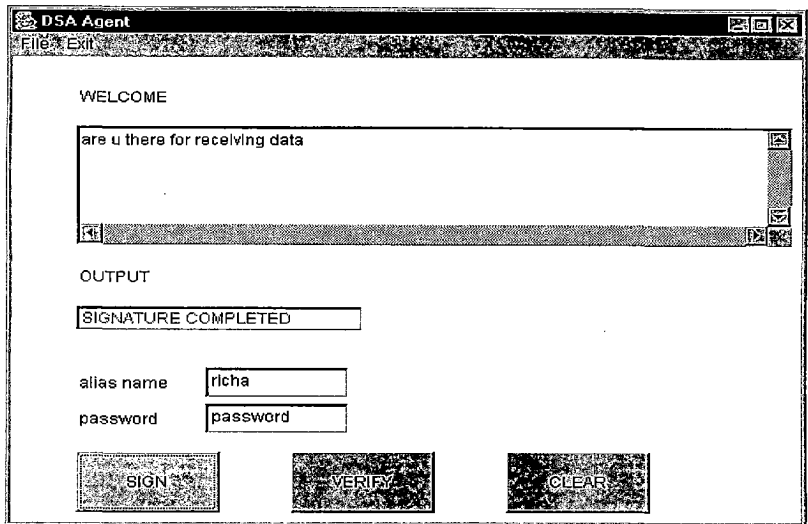 DSA Agent
File Exit
WELCOME
are u there for receiving data
OUTPUT
SIGNATURE COMPLETED
alias name richa
password password
SIGN VERIFY CLEAR